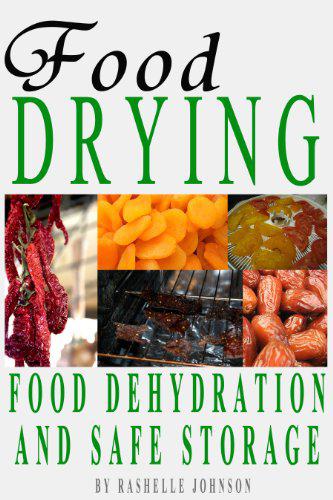 Food
DRYING
FOOD DEHYDRATION
AND SAFE STORAGE
BY RASHELLE JOHNSON